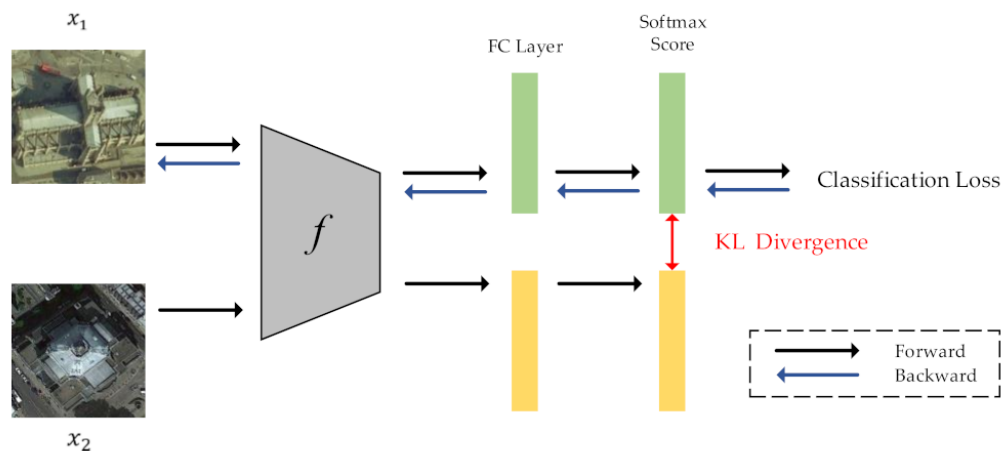 x₁
FC Layer
Softmax
Score
f
Classification Loss
KL Divergence
x₂
Forward
Backward